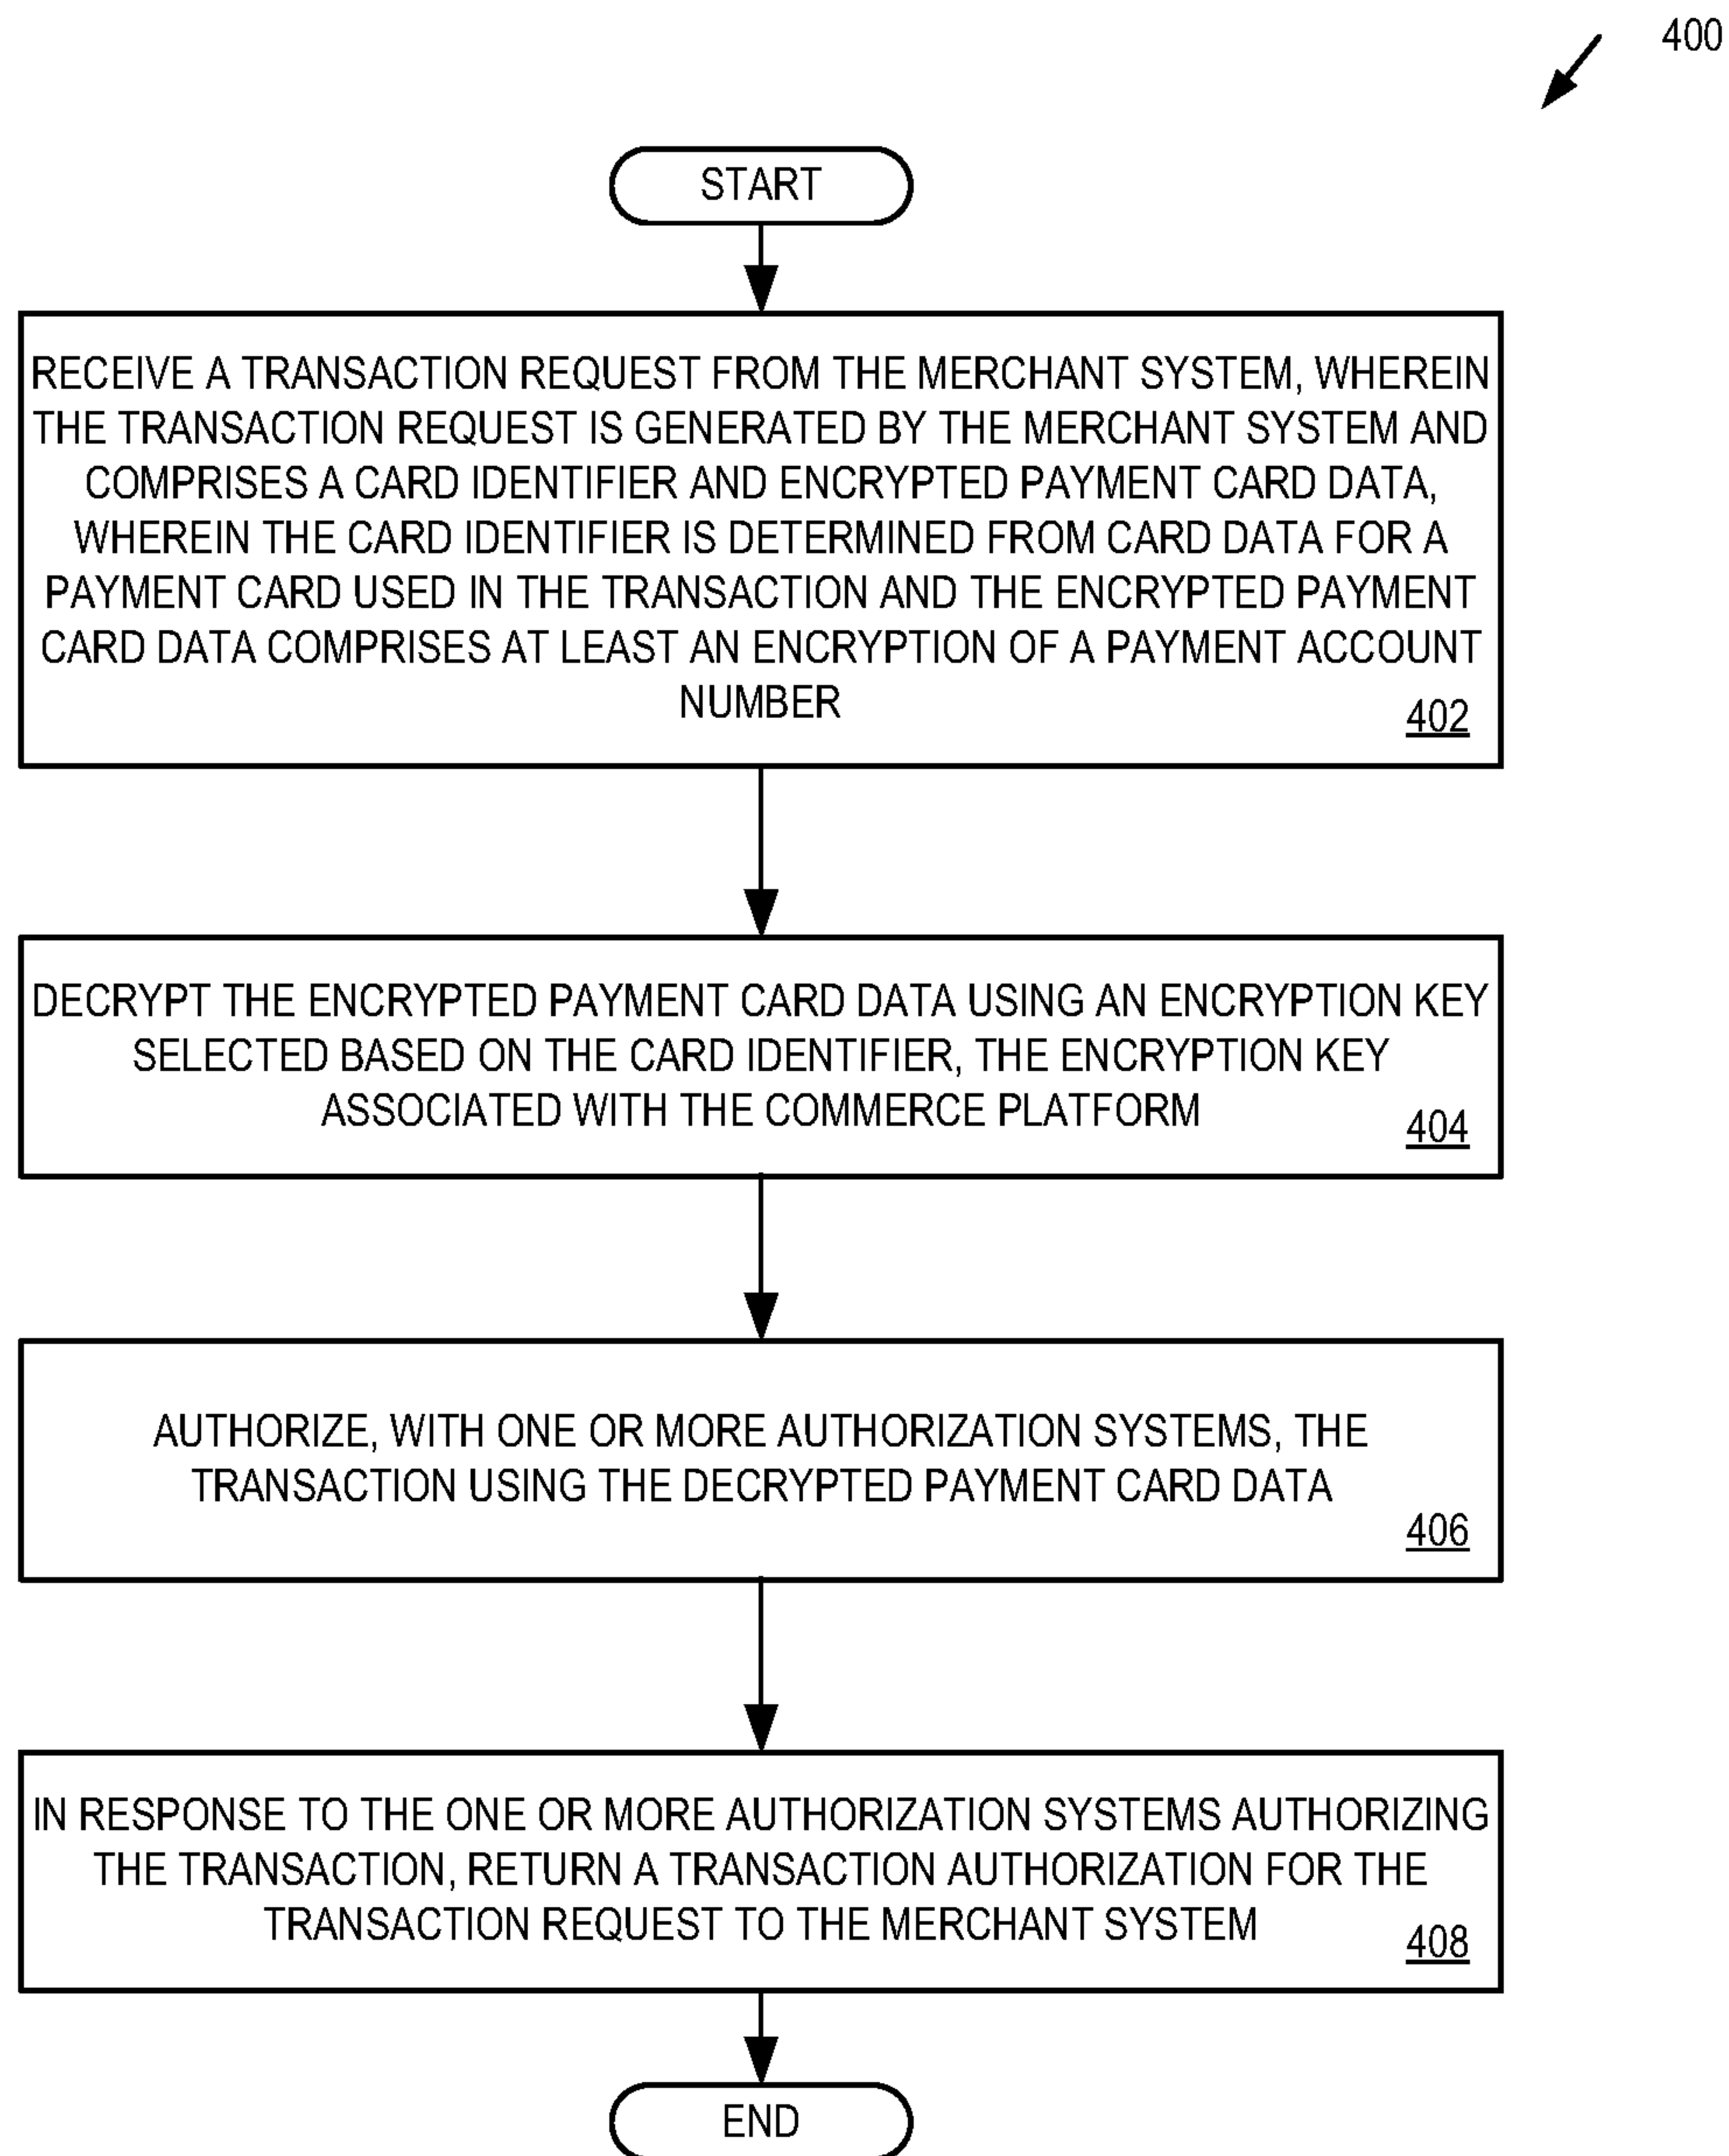 400
START
RECEIVE A TRANSACTION REQUEST FROM THE MERCHANT SYSTEM, WHEREIN
THE TRANSACTION REQUEST IS GENERATED BY THE MERCHANT SYSTEM AND
COMPRISES A CARD IDENTIFIER AND ENCRYPTED PAYMENT CARD DATA,
WHEREIN THE CARD IDENTIFIER IS DETERMINED FROM CARD DATA FOR A
PAYMENT CARD USED IN THE TRANSACTION AND THE ENCRYPTED PAYMENT
CARD DATA COMPRISES AT LEAST AN ENCRYPTION OF A PAYMENT ACCOUNT
NUMBER
402
DECRYPT THE ENCRYPTED PAYMENT CARD DATA USING AN ENCRYPTION KEY
SELECTED BASED ON THE CARD IDENTIFIER, THE ENCRYPTION KEY
ASSOCIATED WITH THE COMMERCE PLATFORM
404
AUTHORIZE, WITH ONE OR MORE AUTHORIZATION SYSTEMS, THE
TRANSACTION USING THE DECRYPTED PAYMENT CARD DATA
406
IN RESPONSE TO THE ONE OR MORE AUTHORIZATION SYSTEMS AUTHORIZING
THE TRANSACTION, RETURN A TRANSACTION AUTHORIZATION FOR THE
TRANSACTION REQUEST TO THE MERCHANT SYSTEM
408
END